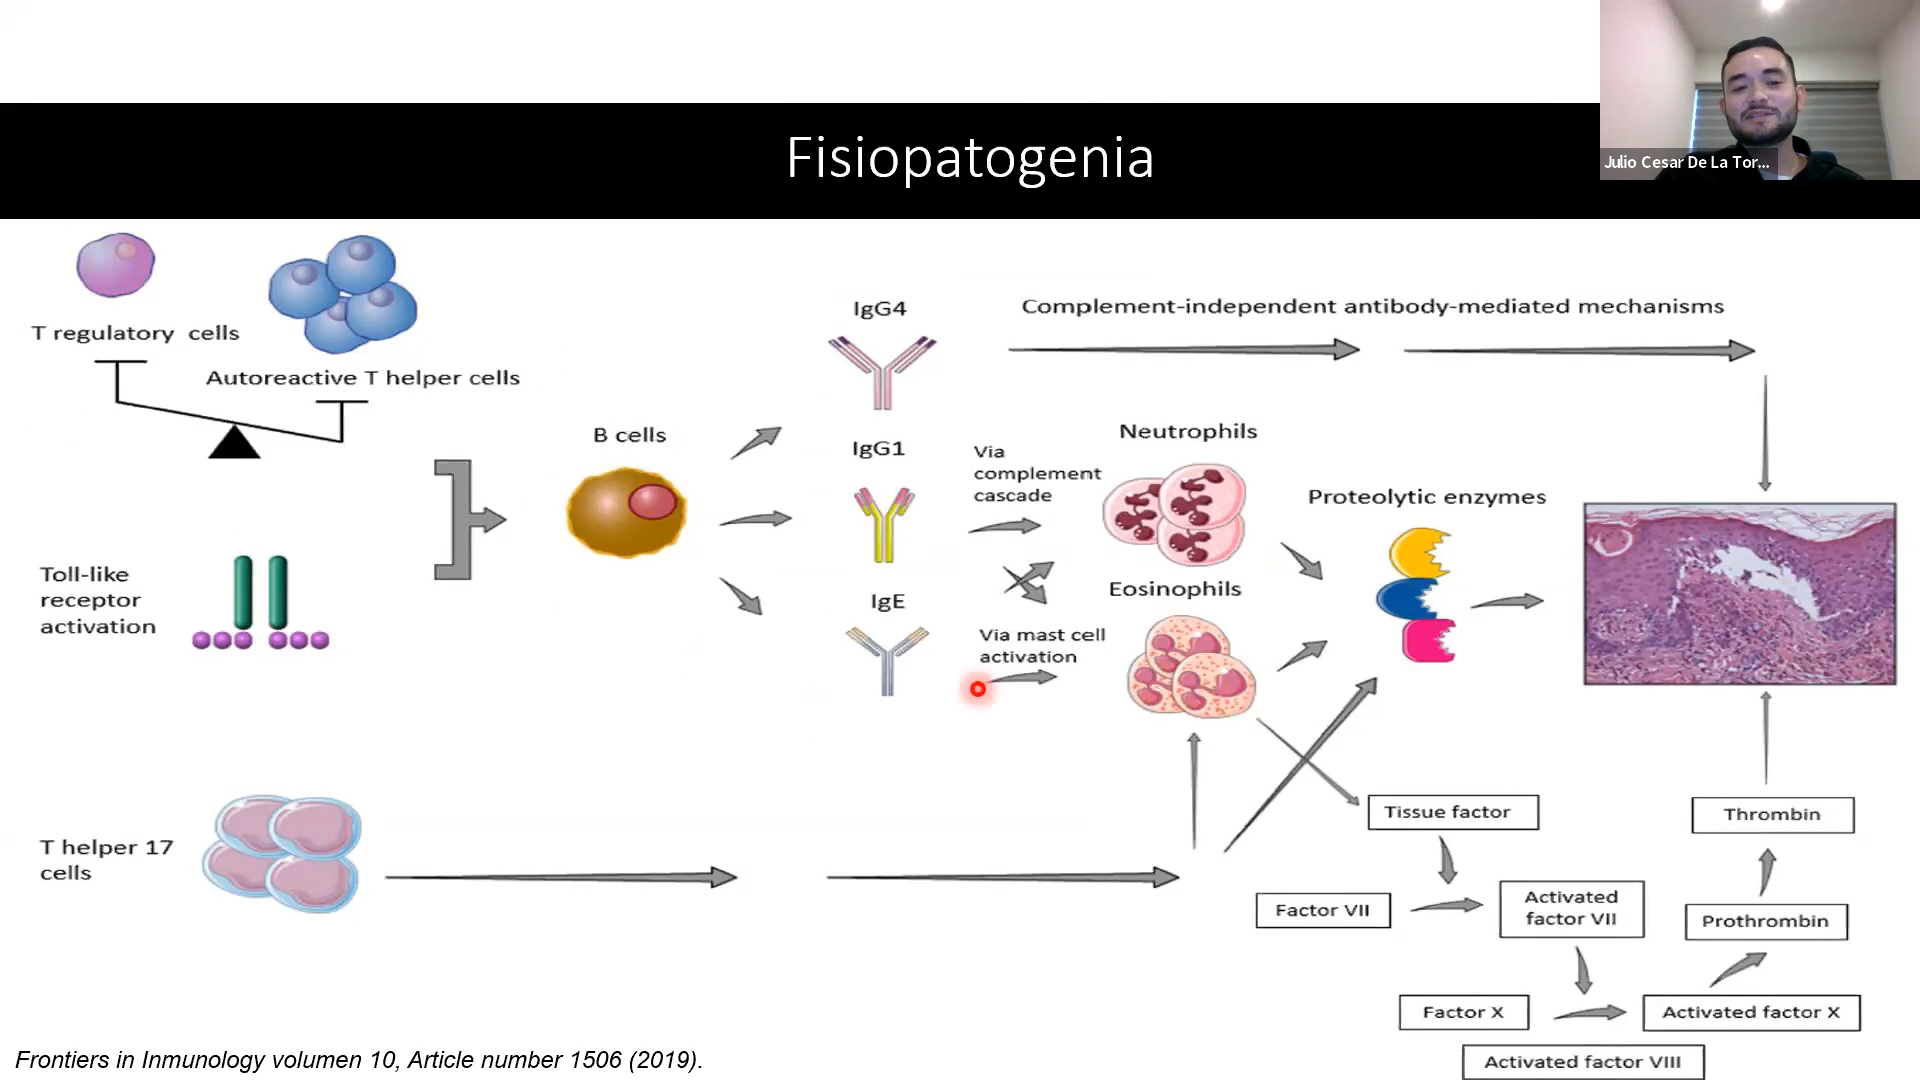 Fisiopatogenia
Julio Cesar De La Tor...
T regulatory cells
Autoreactive T helper cells
Toll-like
receptor
activation
T helper 17
cells
B cells
IgG4
IgG1
IgE
Complement-independent antibody-mediated mechanisms
Via
complement
cascade
Via mast cell
activation
Neutrophils
Eosinophils
Proteolytic enzymes
Tissue factor
Factor VII
Activated
factor VII
Factor X
Activated factor X
Activated factor VIII
Prothrombin
Thrombin
Frontiers in Inmunology volumen 10, Article number 1506 (2019).